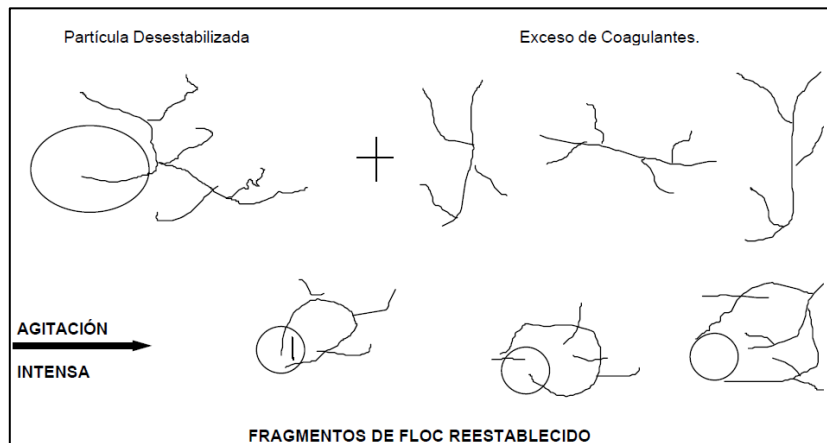 Partícula Desestabilizada
Exceso de Coagulantes.
AGITACIÓN
INTENSA
FRAGMENTOS DE FLOC REESTABLECIDO